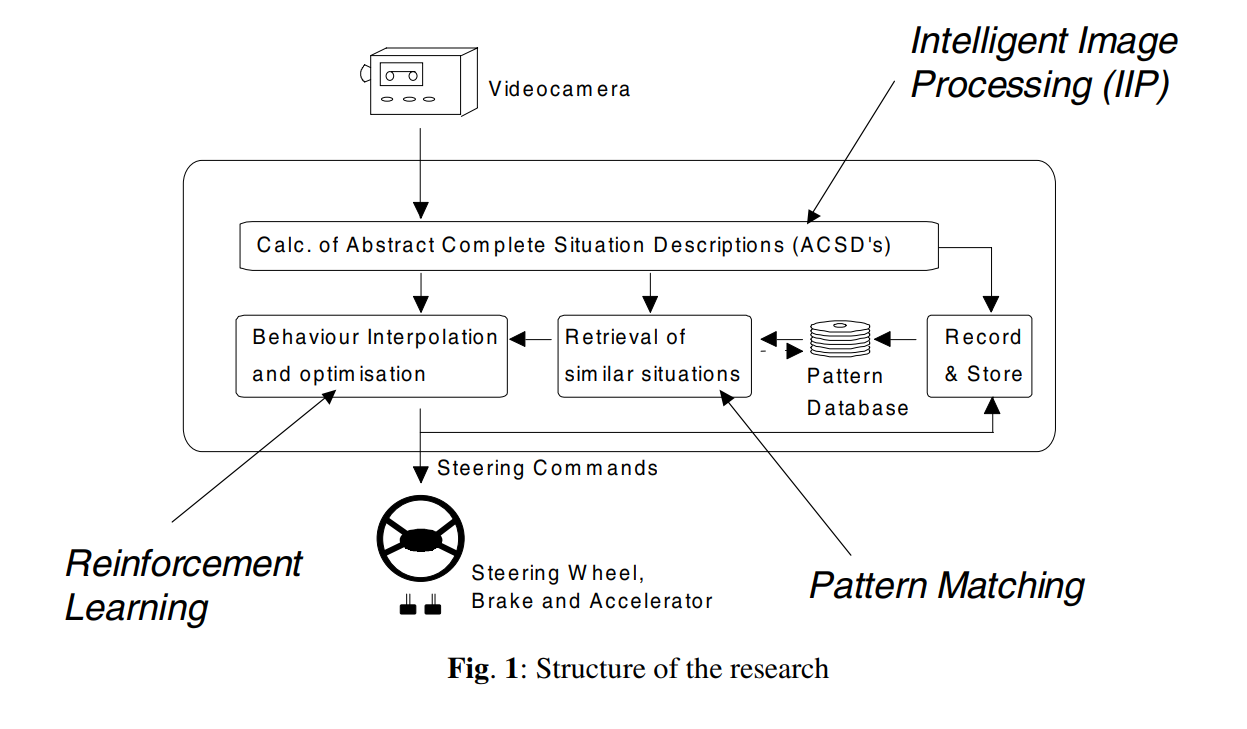 Intelligent Image
Processing (IIP)
Videocamera
Calc. of Abstract Complete Situation Descriptions (ACSD's)
Behaviour Interpolation
and optimisation
Retrieval of
similar situations
Pattern
Database
Record
& Store
Steering Commands
Steering Wheel,
Brake and Accelerator
Reinforcement
Learning
Pattern Matching
Fig. 1: Structure of the research